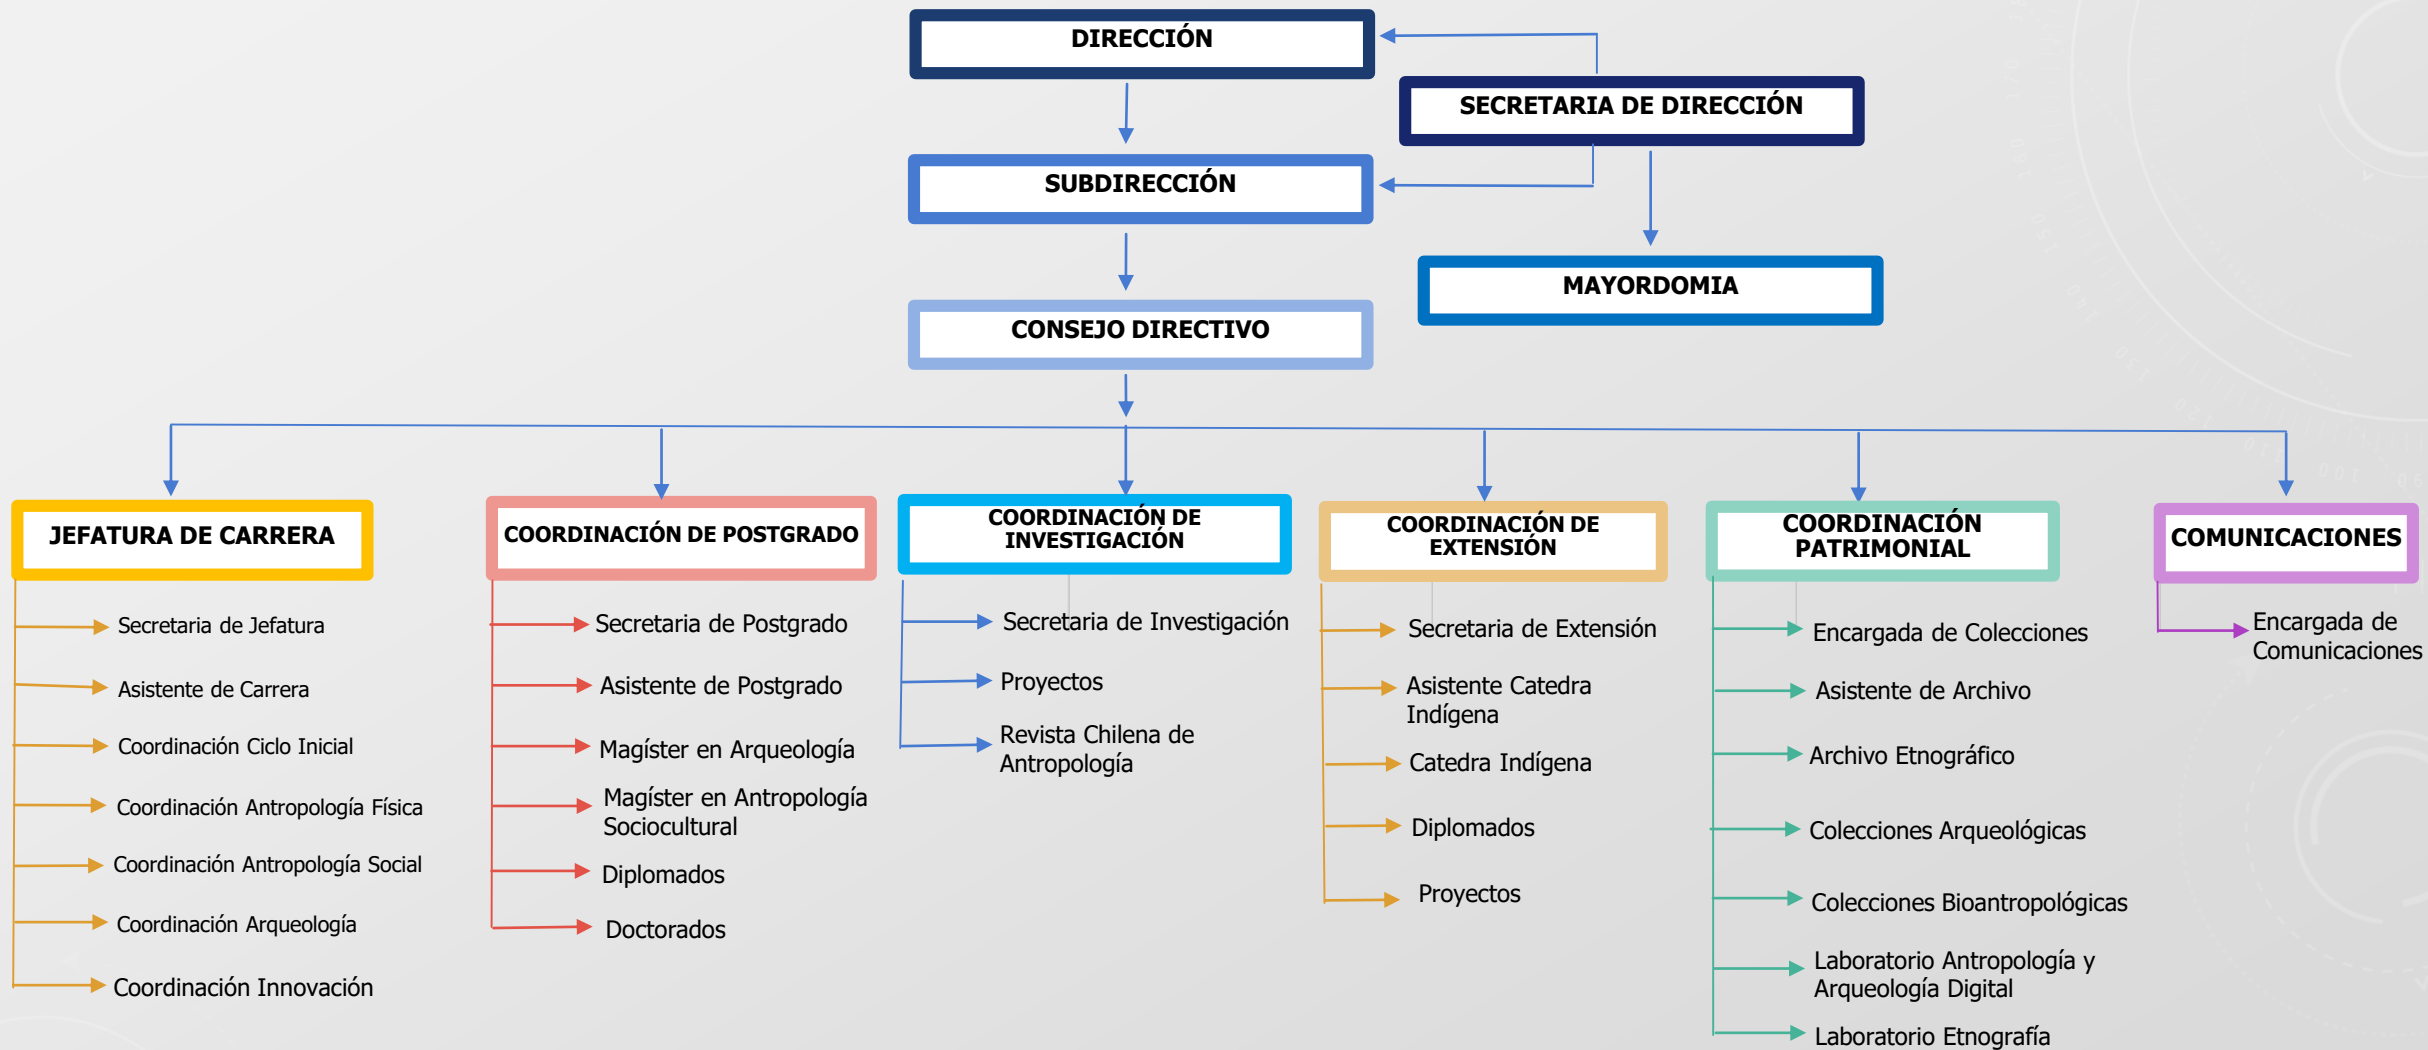 DIRECCIÓN
SECRETARIA DE DIRECCIÓN
SUBDIRECCIÓN
MAYORDOMIA
CONSEJO DIRECTIVO
JEFATURA DE CARRERA
Secretaria de Jefatura
Asistente de Carrera
Coordinación Ciclo Inicial
Coordinación Antropología Física
Coordinación Antropología Social
Coordinación Arqueología
Coordinación Innovación
COORDINACIÓN DE POSTGRADO
Secretaria de Postgrado
Asistente de Postgrado
Magíster en Arqueología
Magíster en Antropología
Sociocultural
Diplomados
Doctorados
COORDINACIÓN DE
INVESTIGACIÓN
Secretaria de Investigación
Proyectos
Revista Chilena de
Antropología
COORDINACIÓN DE
EXTENSIÓN
Secretaria de Extensión
Asistente Catedra
Indígena
Catedra Indígena
Diplomados
Proyectos
COORDINACIÓN
PATRIMONIAL
Encargada de Colecciones
Asistente de Archivo
Archivo Etnográfico
Colecciones Arqueológicas
Colecciones Bioantropológicas
Laboratorio Antropología y
Arqueología Digital
Laboratorio Etnografía
COMUNICACIONES
Encargada de
Comunicaciones